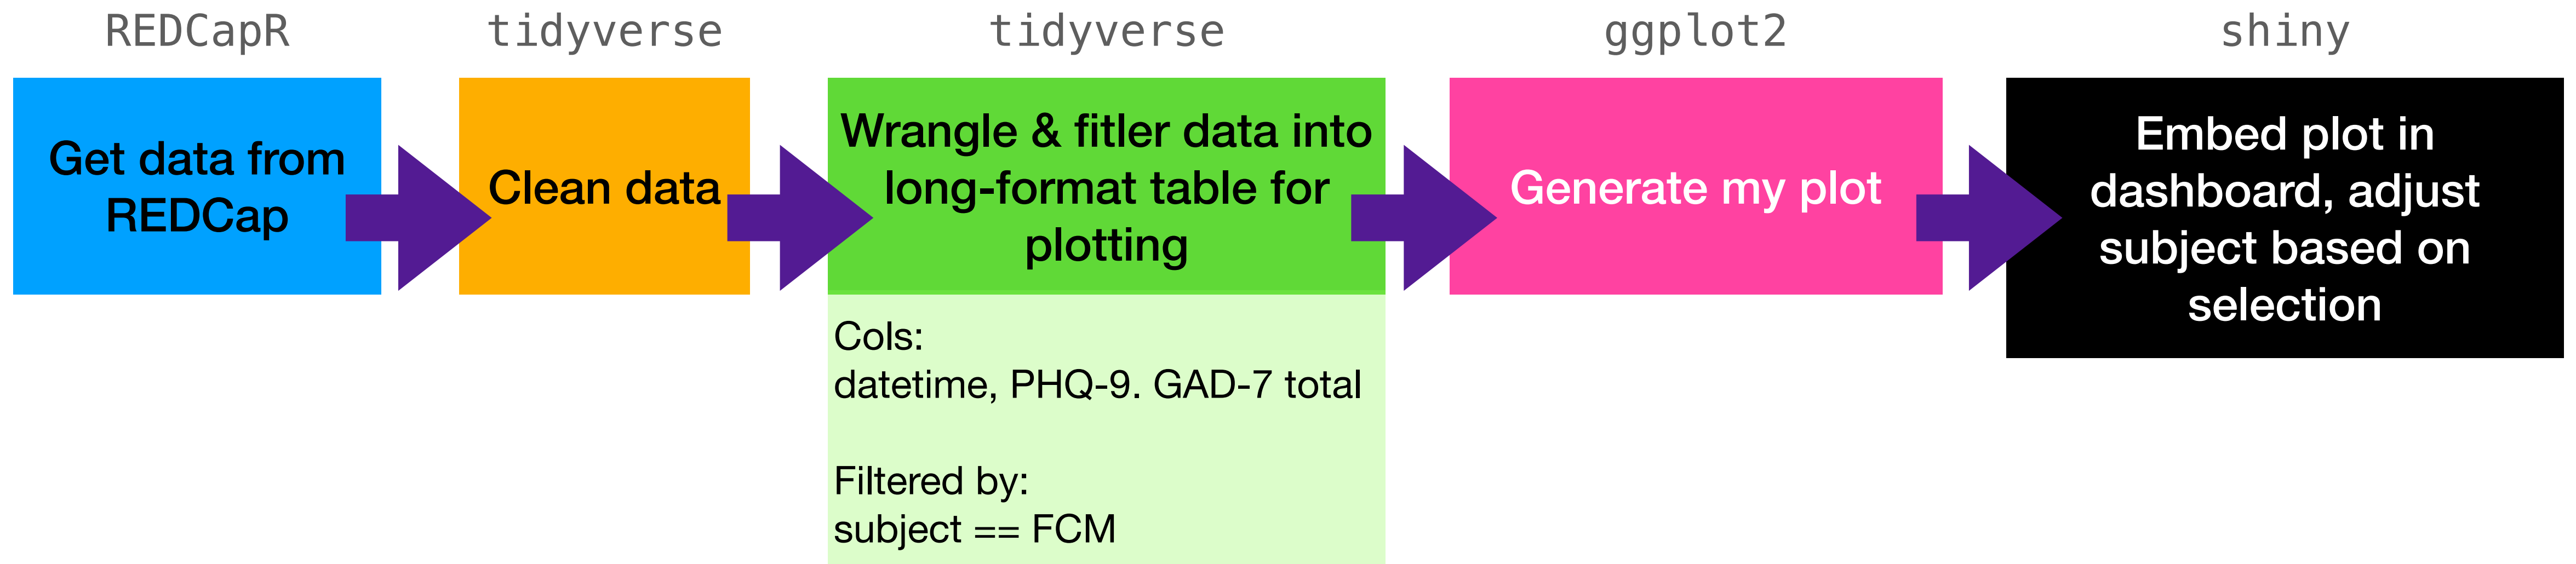 REDCapR
Get data from
REDCap
tidyverse
Clean data
tidyverse
Wrangle & fitler data into
long-format table for
plotting
Cols:
datetime, PHQ-9. GAD-7 total
Filtered by:
subject == FCM
ggplot2
Generate my plot
shiny
Embed plot in
dashboard, adjust
subject based on
selection